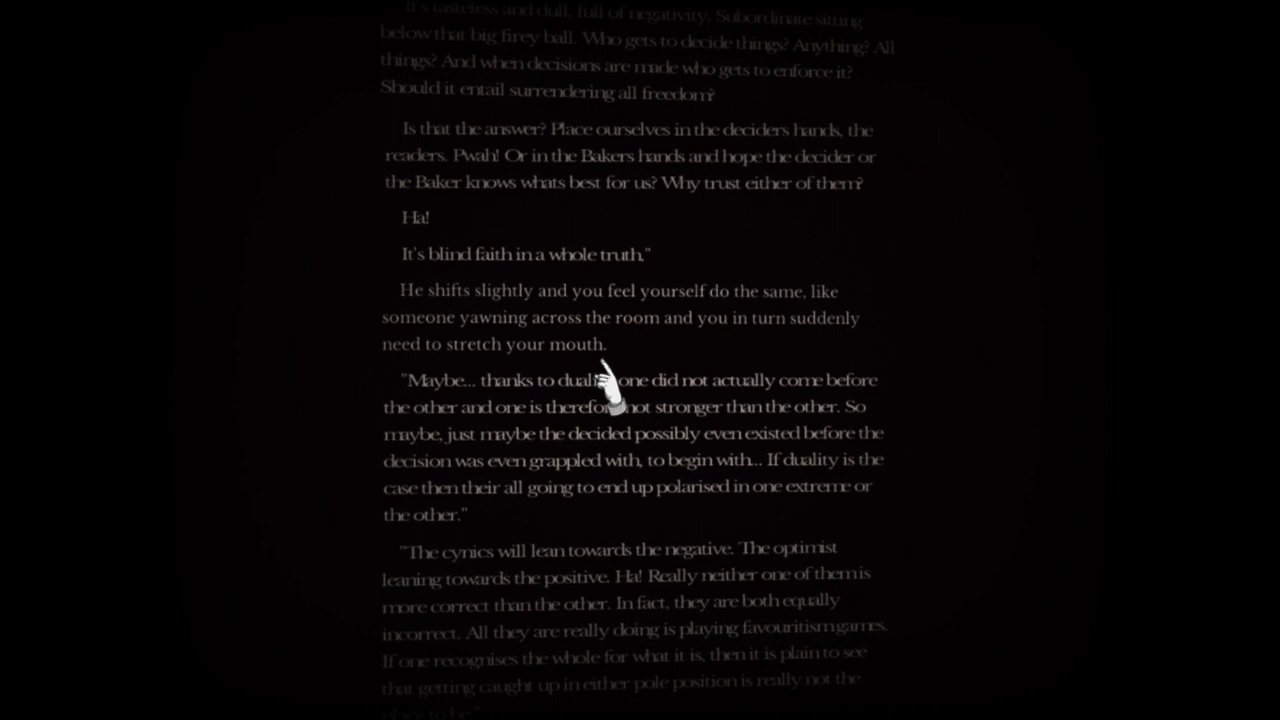 It's tasteless and dull, full of negativity. Subordinate sitting
below that big firey ball. Who gets to decide things? Anything? All
things? And when decisions are made who gets to enforce it?
Should it entail surrendering all freedom?
Is that the answer? Place ourselves in the deciders hands, the
readers. Pwah! Or in the Bakers hands and hope the decider or
the Baker knows whats best for us? Why trust either of them?
Ha!
It's blind faith in a whole truth."
He shifts slightly and you feel yourself do the same, like
someone yawning across the room and you in turn suddenly
need to stretch your mouth.
"Maybe... thanks to one did not actually come before
the other and one is not stronger than the other. So
maybe, just maybe the decided possibly even existed before the
decision was even grappled with, to begin with... If duality is the
case then their all going to end up polarised in one extreme or
the other."
"The cynics will lean towards the negative. The optimist
leaning towards the positive. Ha! Really neither one of them is
more correct than the other. In fact, they are both equally
incorrect. All they are really doing is playing favouritism games.
If one recognises the whole for what it is, then it is plain to see
that getting caught up in either pole position is really not the
place to be."